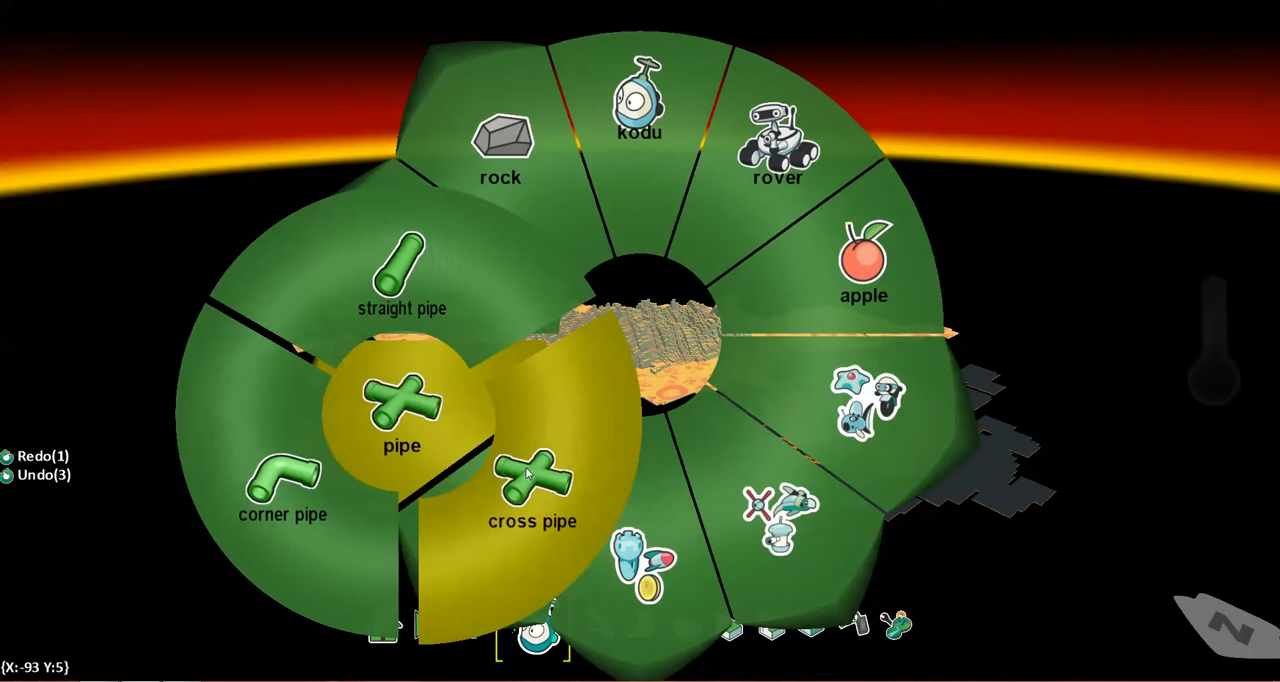 kodu
rock
rover
apple
straight pipe
pipe
Redo(1)
Undo(3)
corner pipe
cross pipe
N
{X:-93 Y:5}